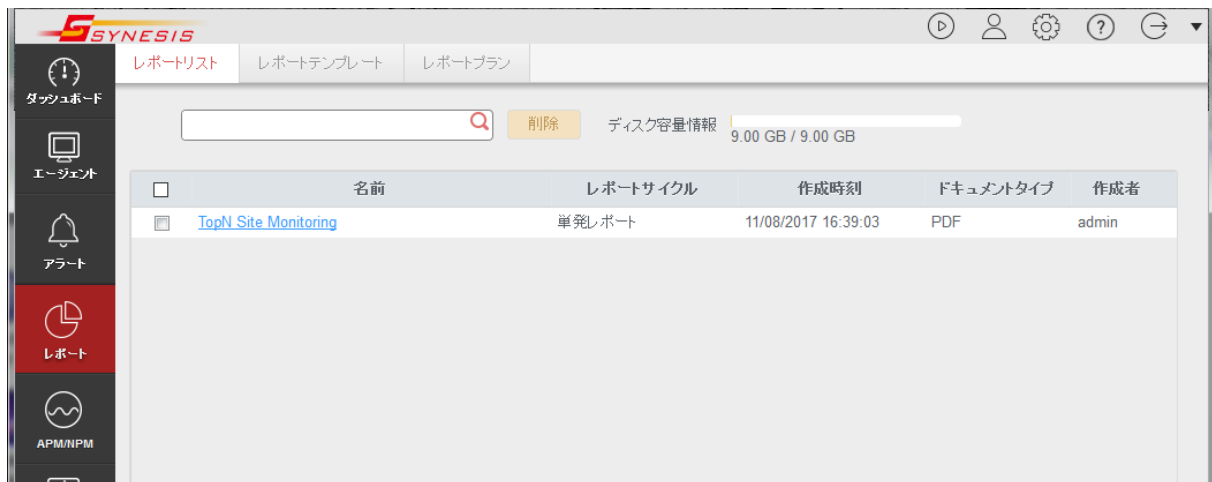 SYNESIS
レポートリスト レポートテンプレート レポートプラン
ダッシュボード
削除 ディスク容量情報 9.00 GB / 9.00 GB
エージェント
名前 レポートサイクル 作成時刻 ドキュメントタイプ 作成者
TopN Site Monitoring 単発レポート 11/08/2017 16:39:03 PDF admin
アラート
レポート
APM/NPM